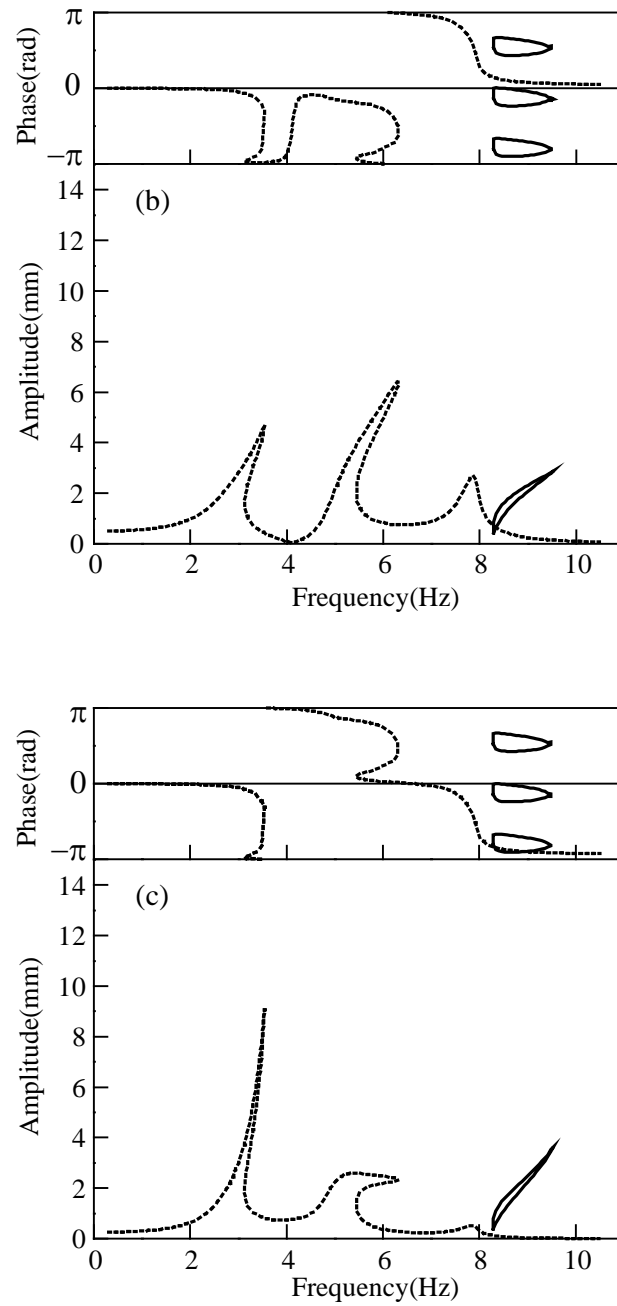 π
0
−π
Phase(rad)
14
12
10
8
6
4
2
0
Amplitude(mm)
(b)
0 2 4 6 8 10
Frequency(Hz)
π
0
−π
Phase(rad)
14
12
10
8
6
4
2
0
Amplitude(mm)
(c)
0 2 4 6 8 10
Frequency(Hz)